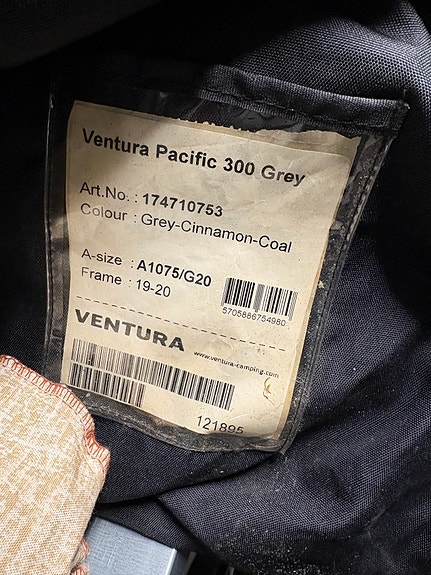 Ventura Pacific 300 Grey
Art.No. : 174710753
Colour : Grey-Cinnamon-Coal
A-size : A1075/G20
Frame : 19-20
5705886754980
VENTURA
www.ventura-camping.com
121895